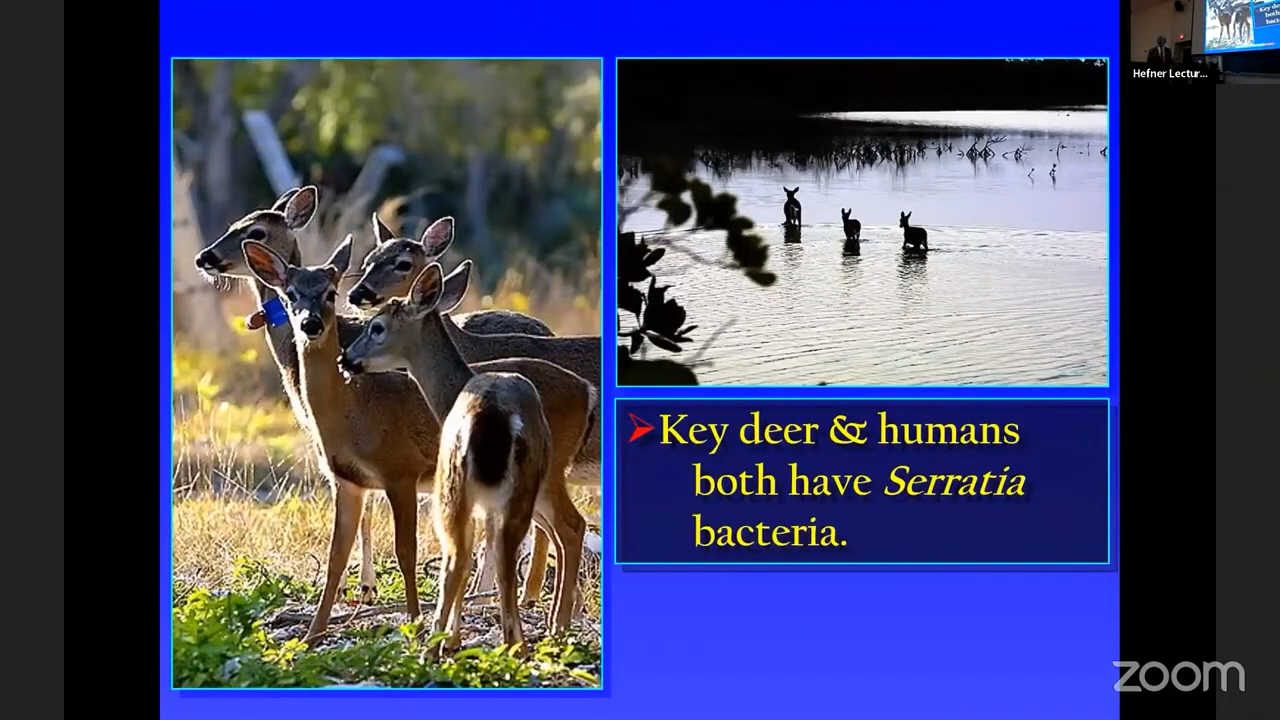 Hefner Lectur...
Key deer & humans
both have Serratia
bacteria.
zoom